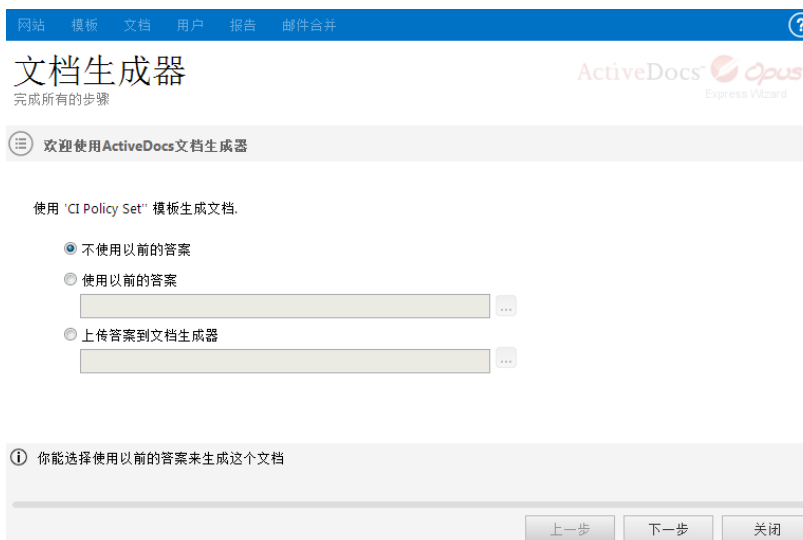 网站 模板 文档 用户 报告 邮件合并 ?
文档生成器
完成所有的步骤
ActiveDocs Opus
Express Wizard
欢迎使用ActiveDocs文档生成器
使用 'CI Policy Set'' 模板生成文档.
不使用以前的答案
使用以前的答案
...
上传答案到文档生成器
...
你能选择使用以前的答案来生成这个文档
上一步 下一步 关闭